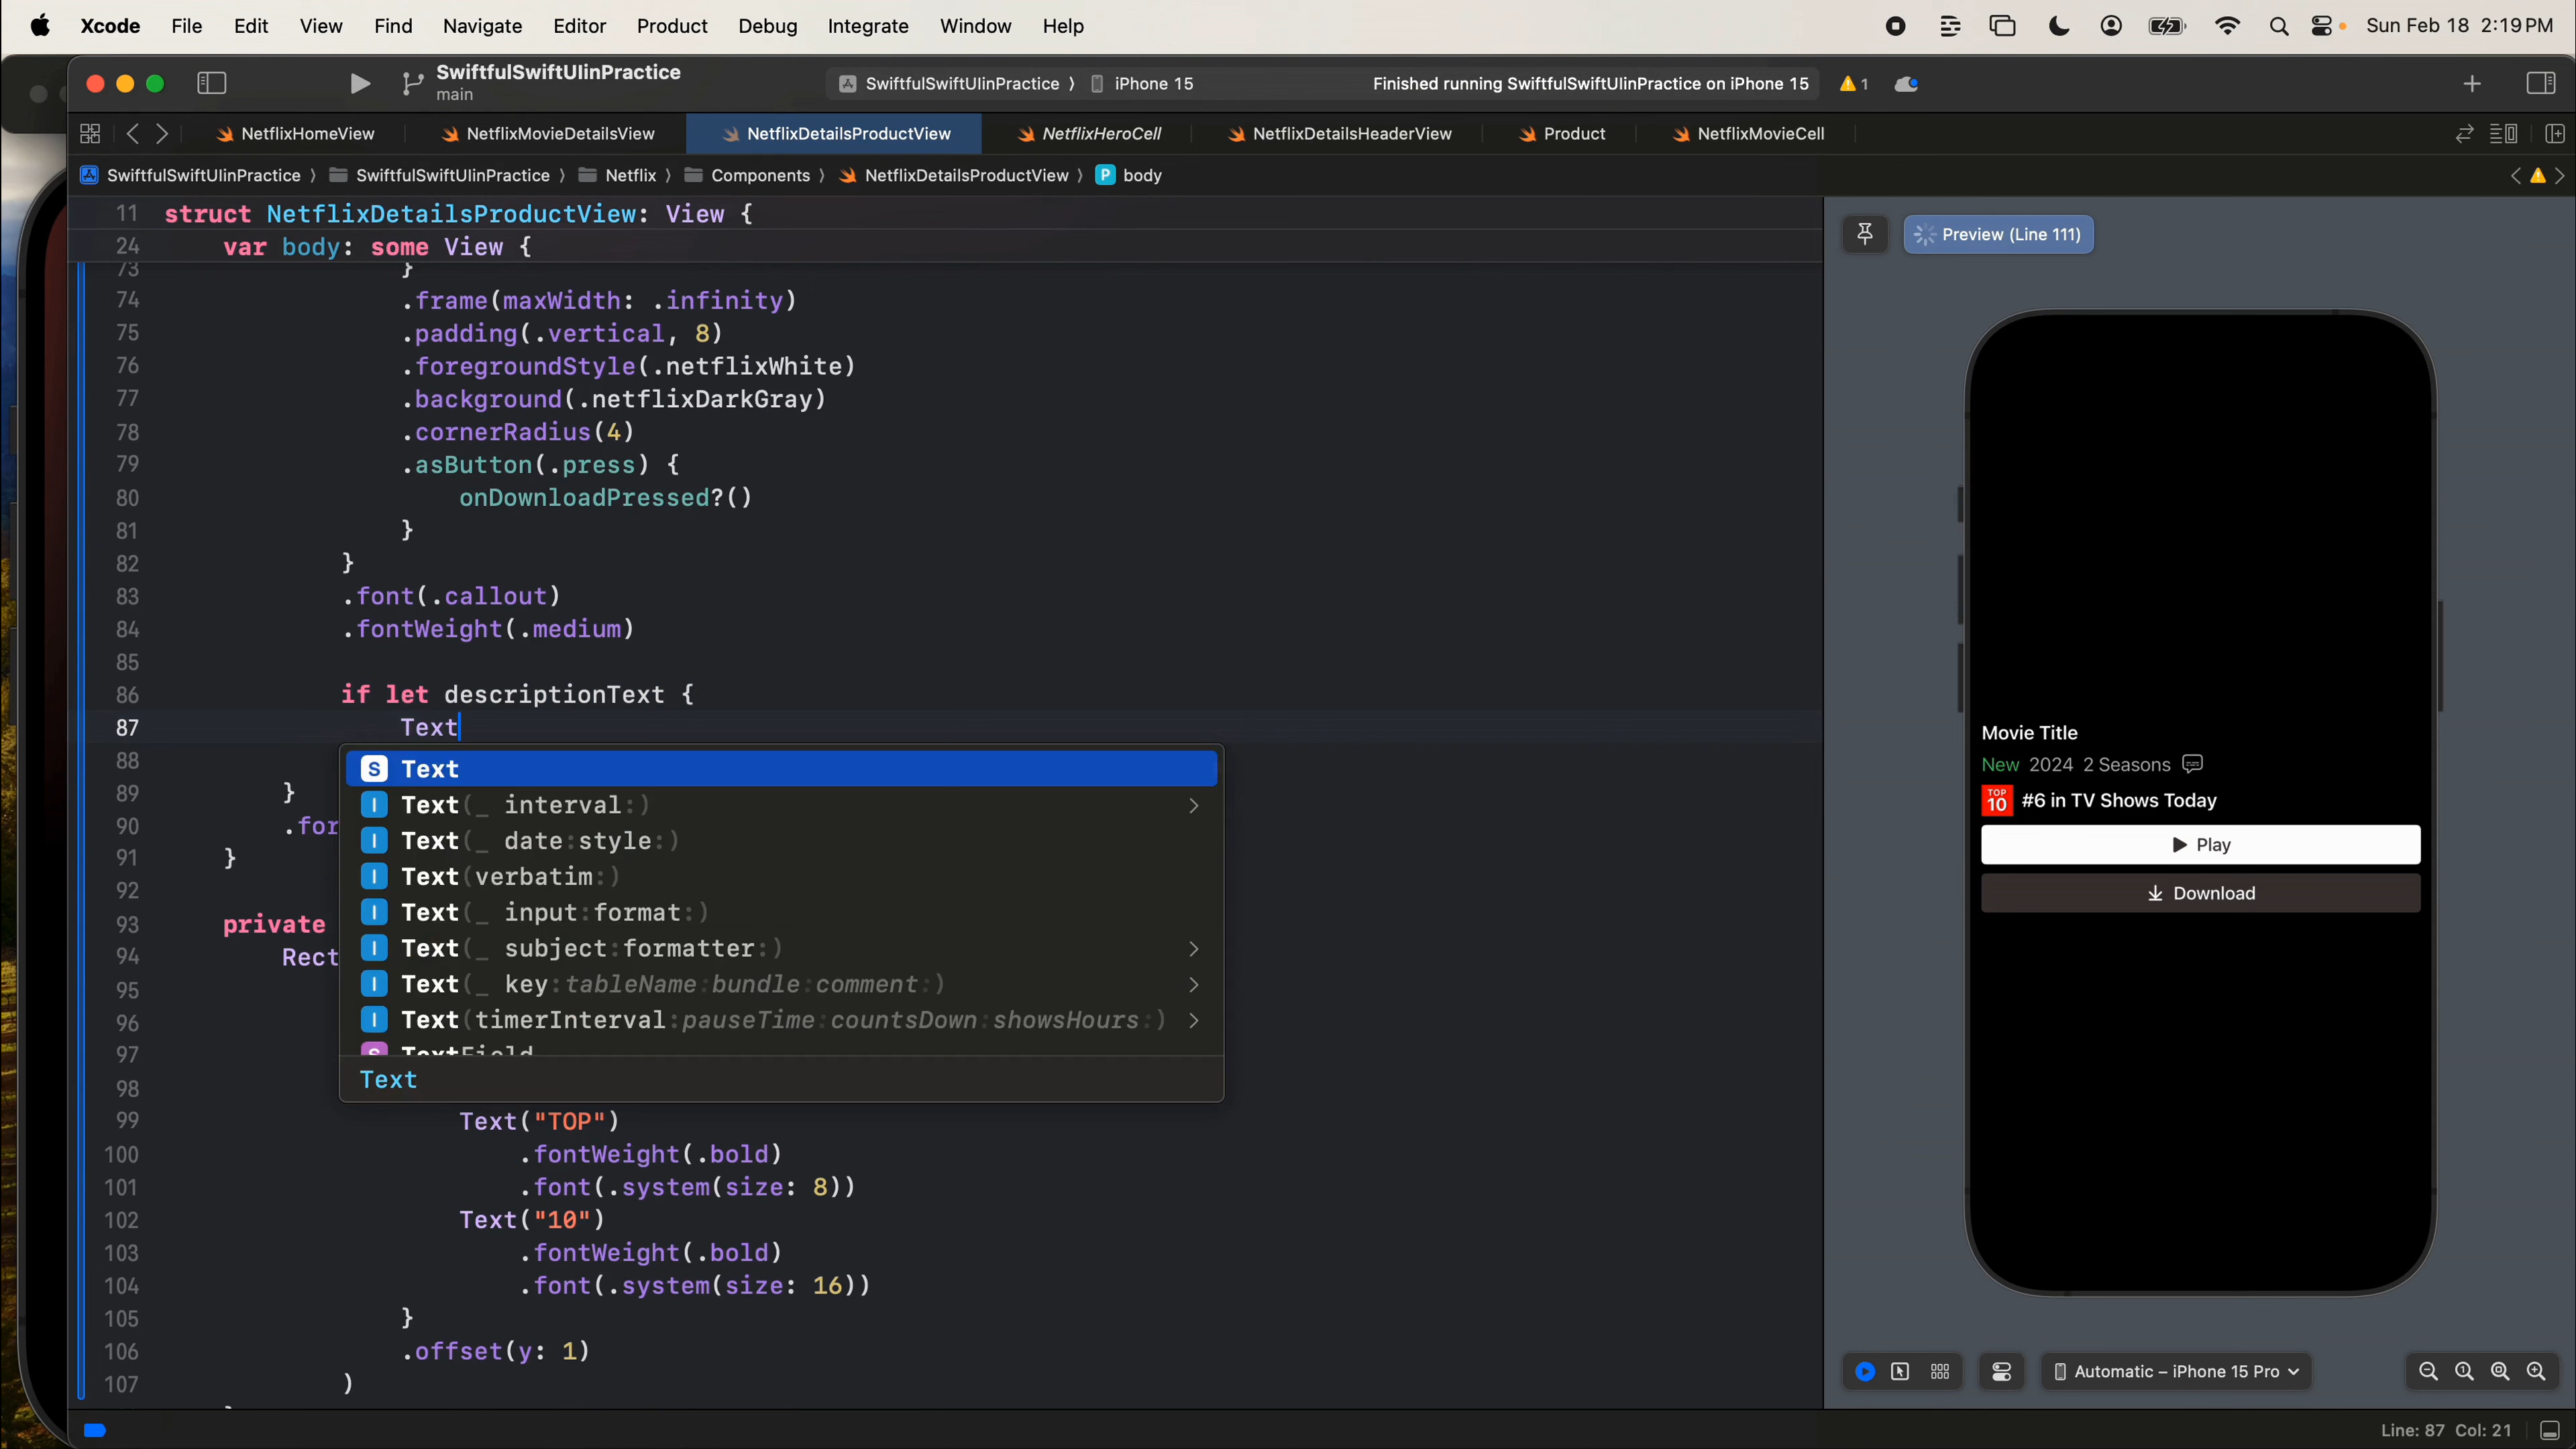 Xcode File Edit View Find Navigate Editor Product Debug Integrate Window Help Sun Feb 18 2:19 PM
SwiftfulSwiftUIinPractice
main
SwiftfulSwiftUIinPractice 〉 iPhone 15 Finished running SwiftfulSwiftUIinPractice on iPhone 15 1
NetflixHomeView NetflixMovieDetailsView NetflixDetailsProductView NetflixHeroCell NetflixDetailsHeaderView Product NetflixMovieCell
SwiftfulSwiftUIinPractice 〉 SwiftfulSwiftUIinPractice 〉 Netflix 〉 Components 〉 NetflixDetailsProductView 〉 P body
11 struct NetflixDetailsProductView: View {
24 var body: some View {
73 }
74 .frame(maxWidth: .infinity)
75 .padding(.vertical, 8)
76 .foregroundStyle(.netflixWhite)
77 .background(.netflixDarkGray)
78 .cornerRadius(4)
79 .asButton(.press) {
80 onDownloadPressed?()
81 }
82 }
83 .font(.callout)
84 .fontWeight(.medium)
85
86 if let descriptionText {
87 Text
88
89 }
90 .for
91 }
92
93 private
94 Rect
95
96
97
98
99 Text("TOP")
100 .fontWeight(.bold)
101 .font(.system(size: 8))
102 Text("10")
103 .fontWeight(.bold)
104 .font(.system(size: 16))
105 }
106 .offset(y: 1)
107 )
S Text
I Text(_ interval:)
I Text(_ date:style:)
I Text(verbatim:)
I Text(_ input:format:)
I Text(_ subject:formatter:)
I Text(_ key:tableName:bundle:comment:)
I Text(timerInterval:pauseTime:countsDown:showsHours:)
S TextField
Text
Preview (Line 111)
Movie Title
New 2024 2 Seasons
TOP
10
#6 in TV Shows Today
Play
Download
Automatic – iPhone 15 Pro
Line: 87 Col: 21